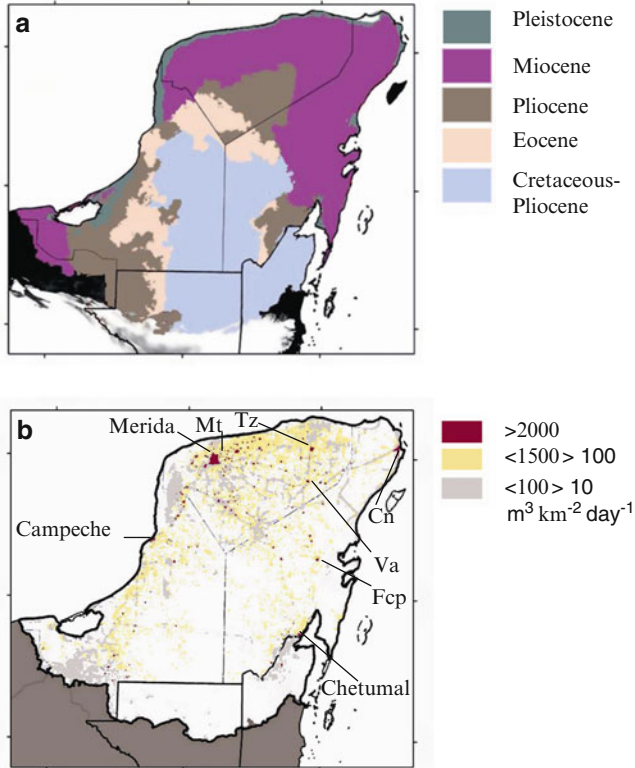 a
Pleistocene
Miocene
Pliocene
Eocene
Cretaceous-
Pliocene
b
Merida Mt Tz
Campeche
Cn
Va
Fcp
Chetumal
>2000
<1500> 100
<100> 10
m³ km⁻² day⁻¹